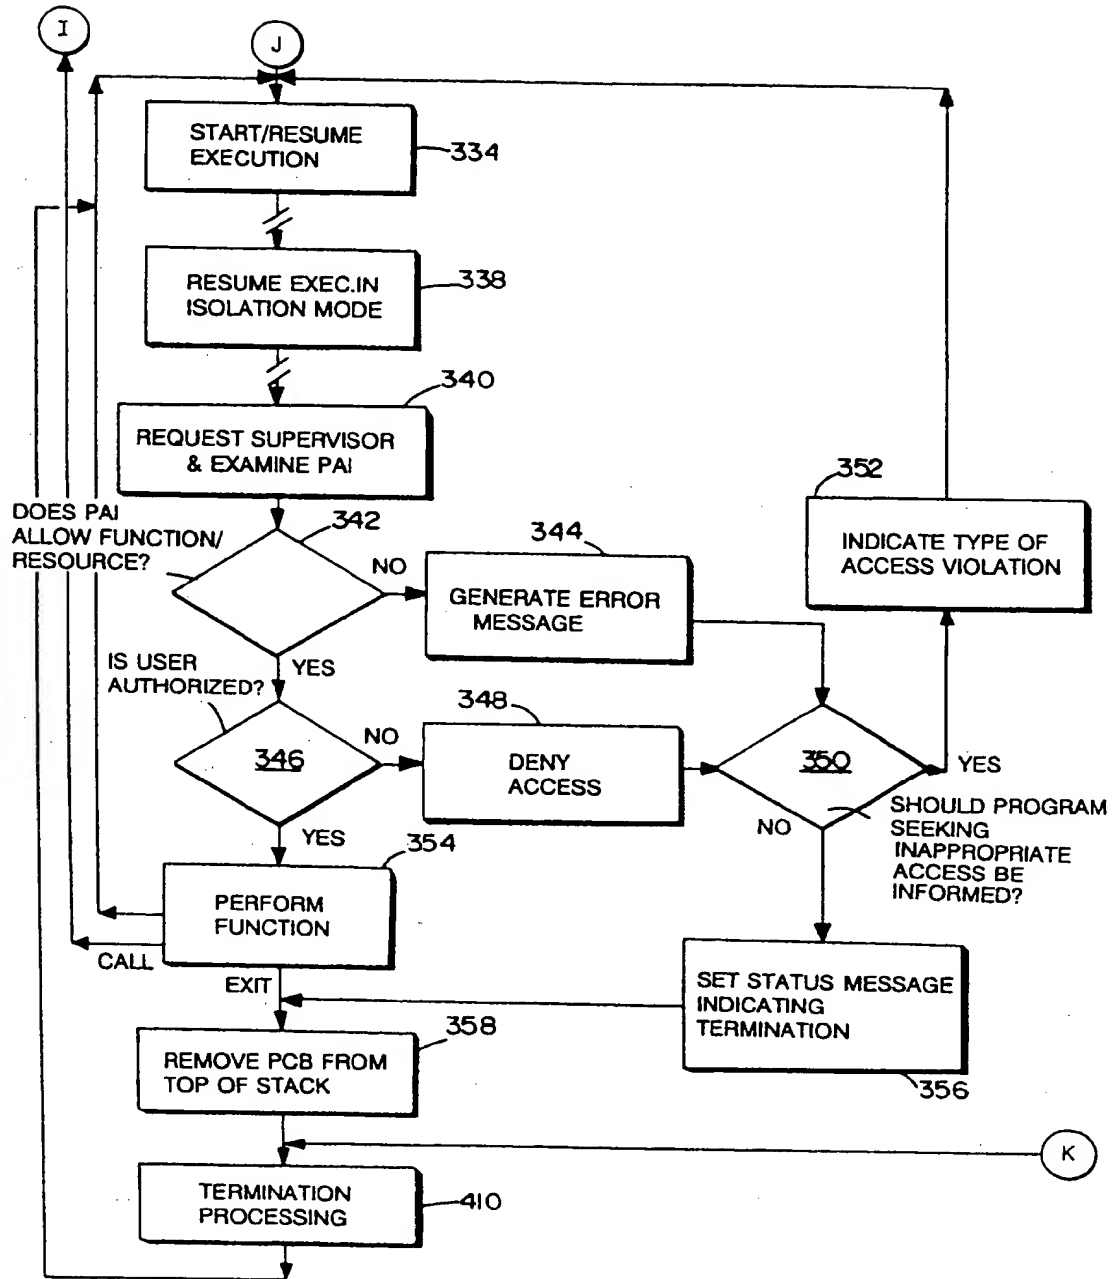 I
J
START/RESUME
EXECUTION
334
RESUME EXEC.IN
ISOLATION MODE
338
340
REQUEST SUPERVISOR
& EXAMINE PAI
DOES PAI
ALLOW FUNCTION/
RESOURCE?
342
NO
344
GENERATE ERROR
MESSAGE
352
INDICATE TYPE OF
ACCESS VIOLATION
YES
IS USER
AUTHORIZED?
346
NO
348
DENY
ACCESS
350
YES
NO
SHOULD PROGRAM
SEEKING
INAPPROPRIATE
ACCESS BE
INFORMED?
YES
354
PERFORM
FUNCTION
CALL
EXIT
SET STATUS MESSAGE
INDICATING
TERMINATION
356
358
REMOVE PCB FROM
TOP OF STACK
K
TERMINATION
PROCESSING
410